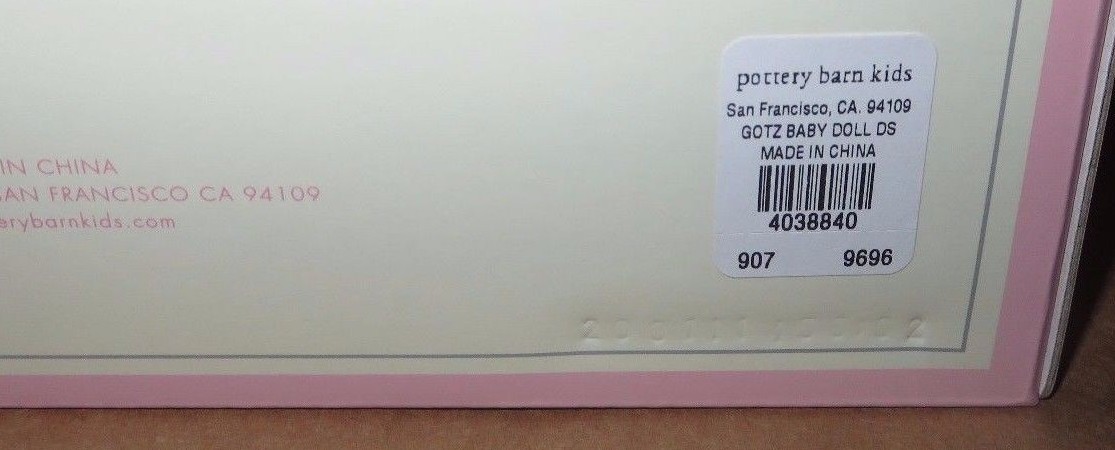 IN CHINA
SAN FRANCISCO CA 94109
erybarnkids.com
pottery barn kids
San Francisco, CA. 94109
GOTZ BABY DOLL DS
MADE IN CHINA
4038840
907 9696